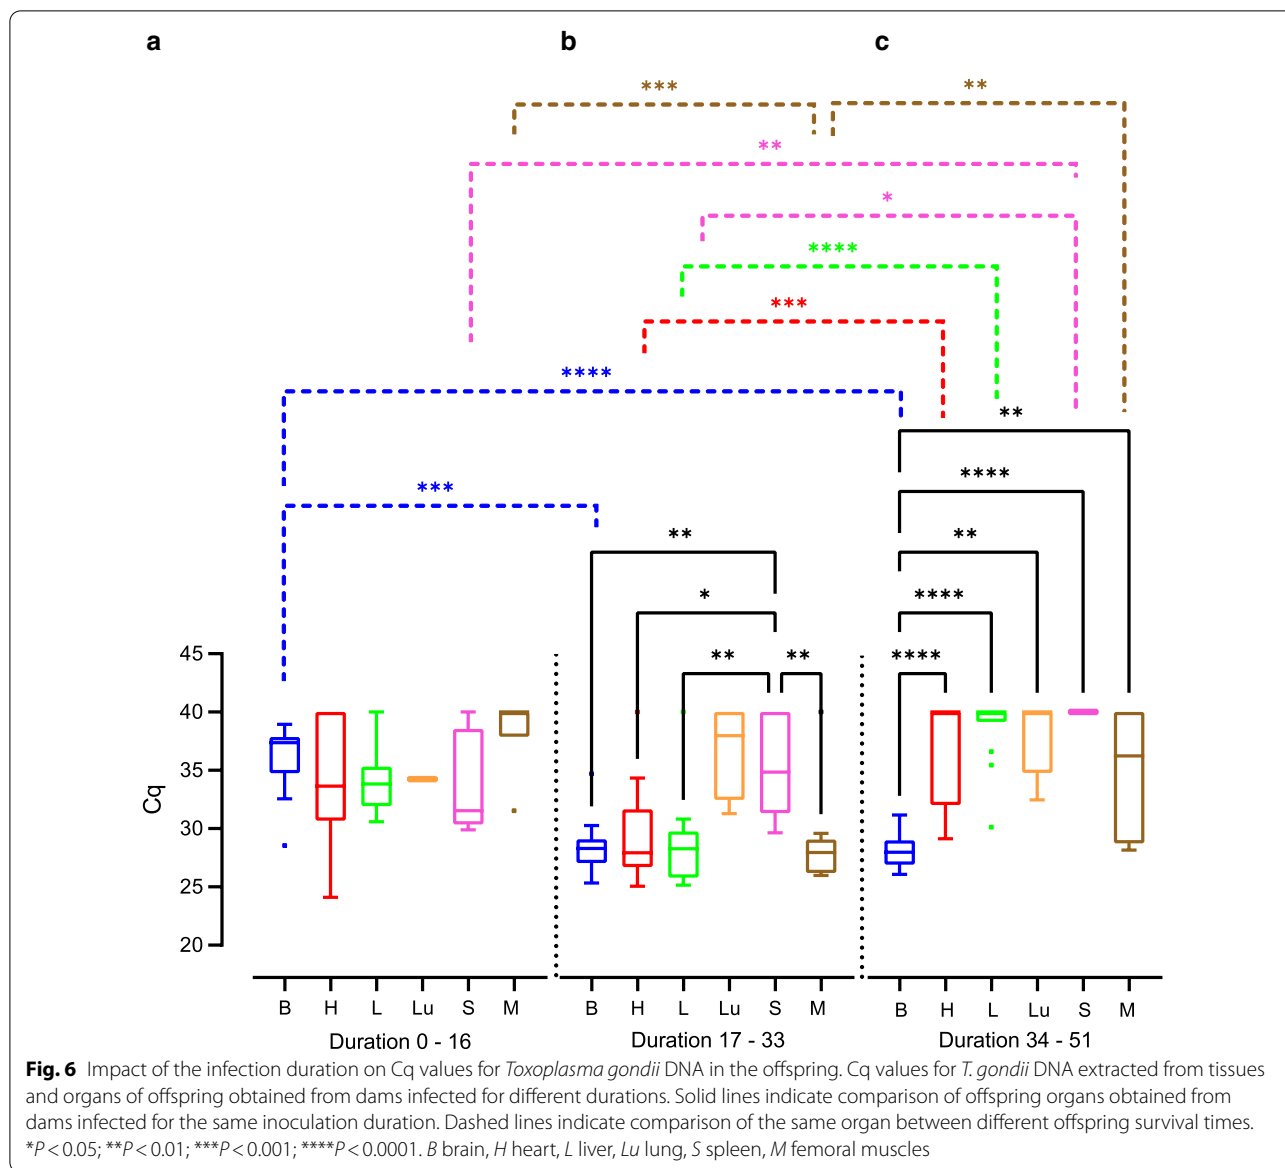 a b c
*** **
**
*
****
***
****
**
****
***
**
**
*
****
** ** ****
45
40
35
30
25
20
Cq
B H L Lu S M B H L Lu S M B H L Lu S M
Duration 0 - 16 Duration 17 - 33 Duration 34 - 51
Fig. 6 Impact of the infection duration on Cq values for Toxoplasma gondii DNA in the offspring. Cq values for T. gondii DNA extracted from tissues
and organs of offspring obtained from dams infected for different durations. Solid lines indicate comparison of offspring organs obtained from
dams infected for the same inoculation duration. Dashed lines indicate comparison of the same organ between different offspring survival times.
*P < 0.05; **P < 0.01; ***P < 0.001; ****P < 0.0001. B brain, H heart, L liver, Lu lung, S spleen, M femoral muscles